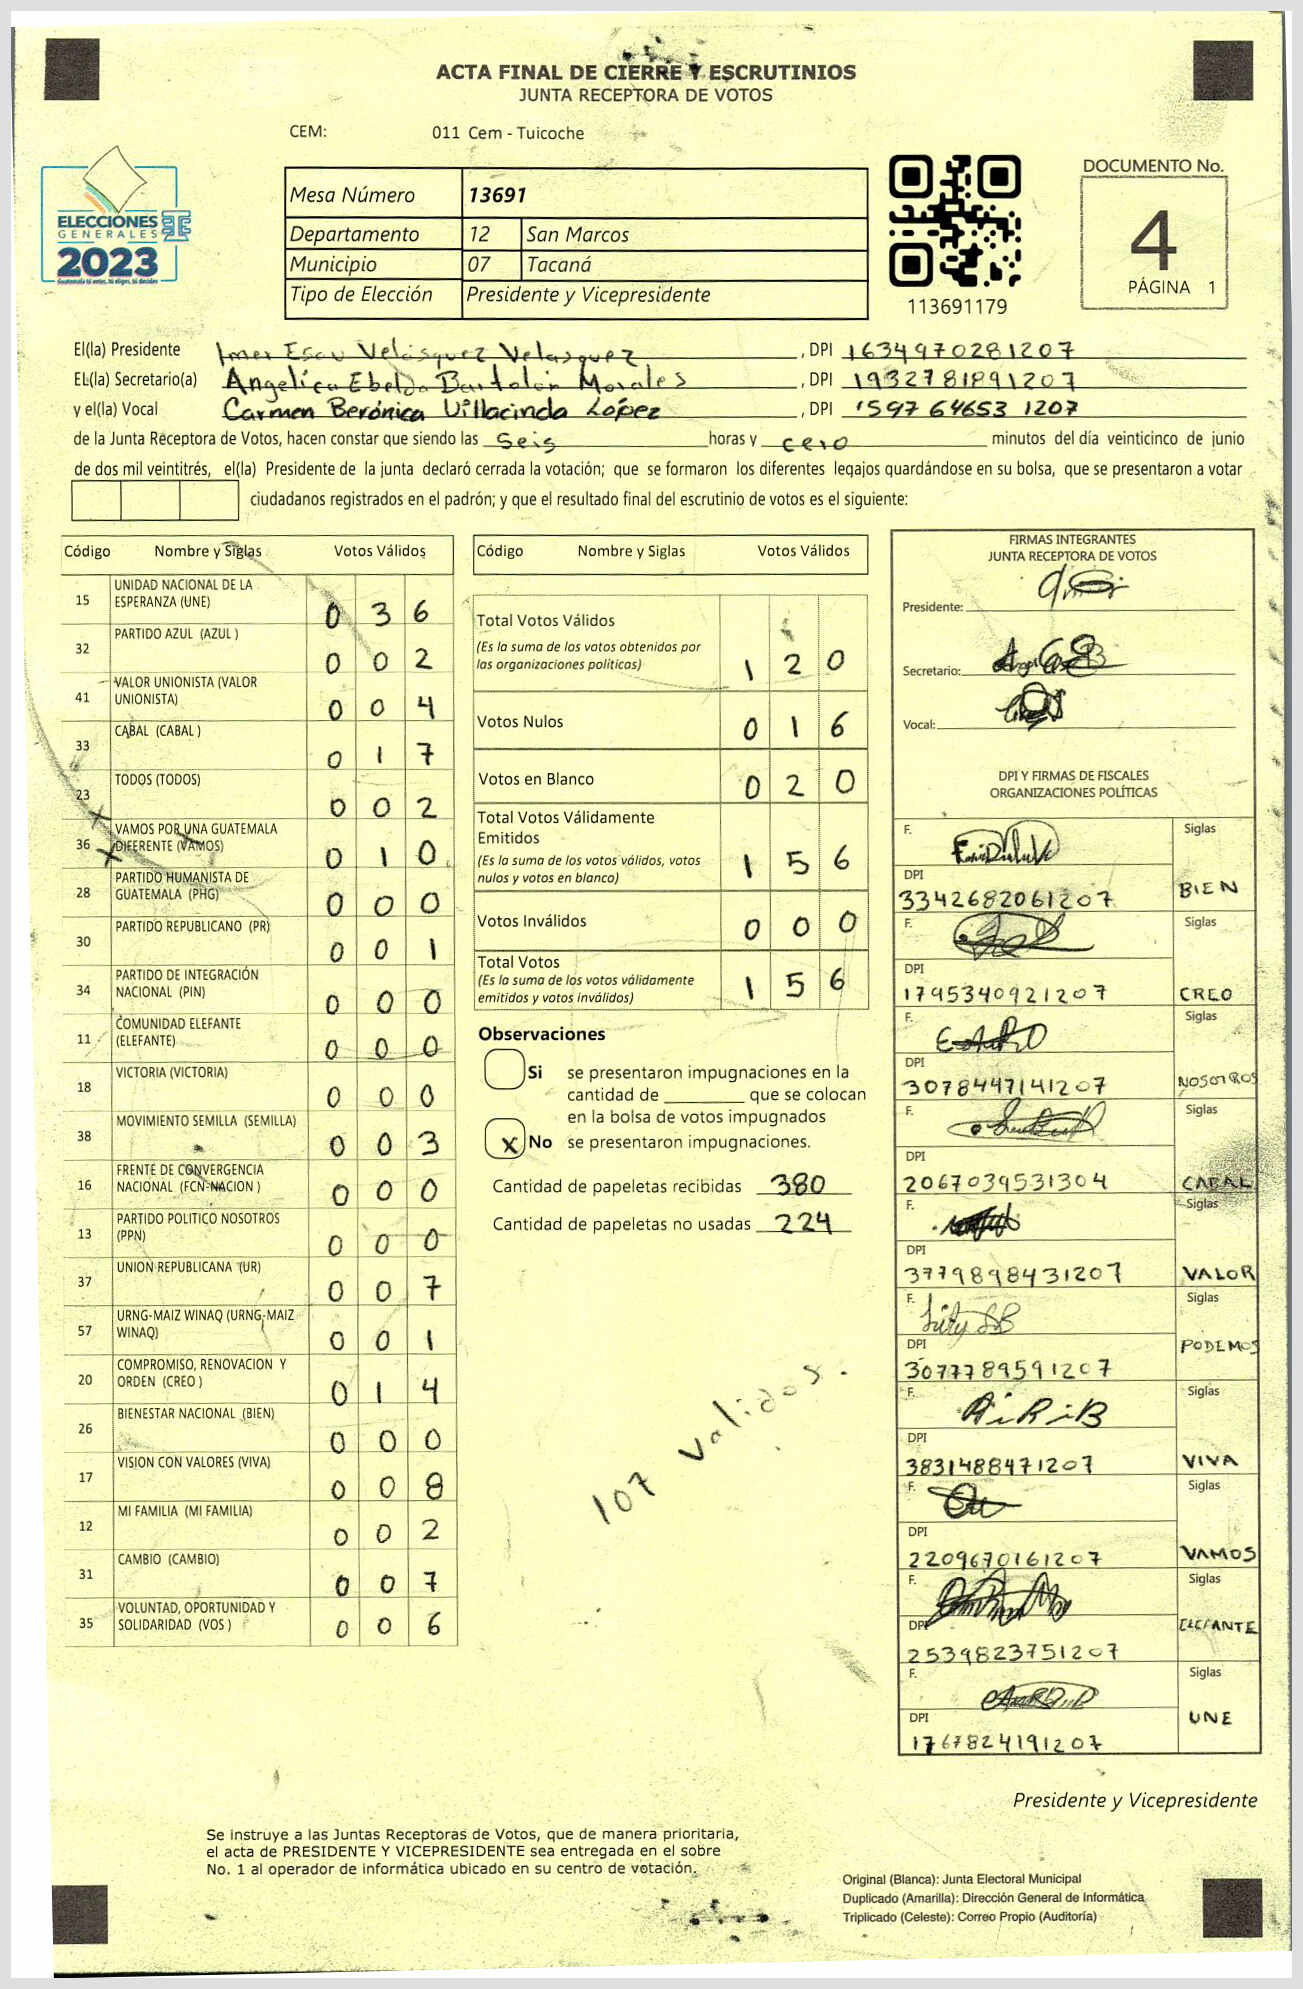 ACTA FINAL DE CIERRE Y ESCRUTINIOS
JUNTA RECEPTORA DE VOTOS
CEM: 011 Cem - Tuicoche
ELECCIONES
GENERALES
2023
Mesa Número 13691
Departamento 12 San Marcos
Municipio 07 Tacaná
Tipo de Elección Presidente y Vicepresidente
113691179
DOCUMENTO No.
4
PÁGINA 1
El(la) Presidente Imer Esau Velásquez Velasquez, DPI 1634970281207
EL(la) Secretario(a) Angelica Ebelda Bartolón Morales, DPI 1932781891207
y el(la) Vocal Carmen Berónica Villacinda López, DPI 1597 64653 1207
de la Junta Receptora de Votos, hacen constar que siendo las seis horas y cero minutos del día veinticinco de junio
de dos mil veintitrés, el(la) Presidente de la junta declaró cerrada la votación; que se formaron los diferentes legajos quardándose en su bolsa, que se presentaron a votar
ciudadanos registrados en el padrón; y que el resultado final del escrutinio de votos es el siguiente:
Código Nombre y Siglas Votos Válidos
15 UNIDAD NACIONAL DE LA ESPERANZA (UNE) 0 3 6
32 PARTIDO AZUL (AZUL ) 0 0 2
41 VALOR UNIONISTA (VALOR UNIONISTA) 0 0 4
33 CABAL (CABAL ) 0 1 7
23 TODOS (TODOS) 0 0 2
36 VAMOS POR UNA GUATEMALA DIFERENTE (VAMOS) 0 1 0
28 PARTIDO HUMANISTA DE GUATEMALA (PHG) 0 0 0
30 PARTIDO REPUBLICANO (PR) 0 0 1
34 PARTIDO DE INTEGRACIÓN NACIONAL (PIN) 0 0 0
11 COMUNIDAD ELEFANTE (ELEFANTE) 0 0 0
18 VICTORIA (VICTORIA) 0 0 0
38 MOVIMIENTO SEMILLA (SEMILLA) 0 0 3
16 FRENTE DE CONVERGENCIA NACIONAL (FCN-NACION ) 0 0 0
13 PARTIDO POLITICO NOSOTROS (PPN) 0 0 0
37 UNION REPUBLICANA (UR) 0 0 7
57 URNG-MAIZ WINAQ (URNG-MAIZ WINAQ) 0 0 1
20 COMPROMISO, RENOVACION Y ORDEN (CREO ) 0 1 4
26 BIENESTAR NACIONAL (BIEN) 0 0 0
17 VISION CON VALORES (VIVA) 0 0 8
12 MI FAMILIA (MI FAMILIA) 0 0 2
31 CAMBIO (CAMBIO) 0 0 7
35 VOLUNTAD, OPORTUNIDAD Y SOLIDARIDAD (VOS ) 0 0 6
Código Nombre y Siglas Votos Válidos
Total Votos Válidos
(Es la suma de los votos obtenidos por
las organizaciones políticas) 1 2 0
Votos Nulos 0 1 6
Votos en Blanco 0 2 0
Total Votos Válidamente
Emitidos
(Es la suma de los votos válidos, votos
nulos y votos en blanco) 1 5 6
Votos Inválidos 0 0 0
Total Votos
(Es la suma de los votos válidamente
emitidos y votos inválidos) 1 5 6
Observaciones
Si se presentaron impugnaciones en la
cantidad de ________ que se colocan
en la bolsa de votos impugnados
x No se presentaron impugnaciones.
Cantidad de papeletas recibidas 380
Cantidad de papeletas no usadas 224
107 validos.
FIRMAS INTEGRANTES
JUNTA RECEPTORA DE VOTOS
Presidente:
Secretario:
Vocal:
DPI Y FIRMAS DE FISCALES
ORGANIZACIONES POLÍTICAS
F. Siglas
DPI
3342682061207 BIEN
F. Siglas
DPI
1795340921207 CREO
F. Siglas
DPI
3078447141207 NOSOTROS
F. Siglas
DPI
2067039531304 CABAL
F. Siglas
DPI
3779898431207 VALOR
F. Siglas
DPI
3077789591207 PODEMOS
F. Siglas
DPI
3831488471207 VIVA
F. Siglas
DPI
2209670161207 VAMOS
F. Siglas
DPI
2539823751207 ELEFANTE
F. Siglas
DPI
1767824191207 UNE
Presidente y Vicepresidente
Se instruye a las Juntas Receptoras de Votos, que de manera prioritaria,
el acta de PRESIDENTE Y VICEPRESIDENTE sea entregada en el sobre
No. 1 al operador de informática ubicado en su centro de votación.
Original (Blanca): Junta Electoral Municipal
Duplicado (Amarilla): Dirección General de Informática
Triplicado (Celeste): Correo Propio (Auditoría)